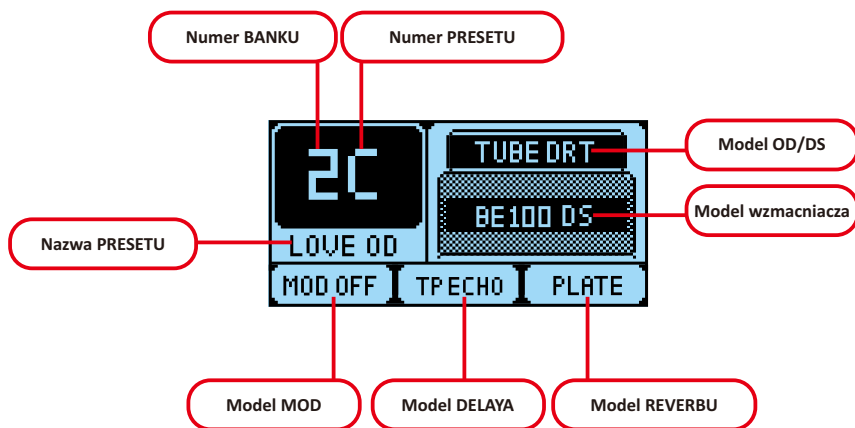 Numer BANKU
Numer PRESETU
2C
TUBE DRT
Model OD/DS
BE100 DS
Model wzmacniacza
Nazwa PRESETU
LOVE OD
MOD OFF
TP ECHO
PLATE
Model MOD
Model DELAYA
Model REVERBU